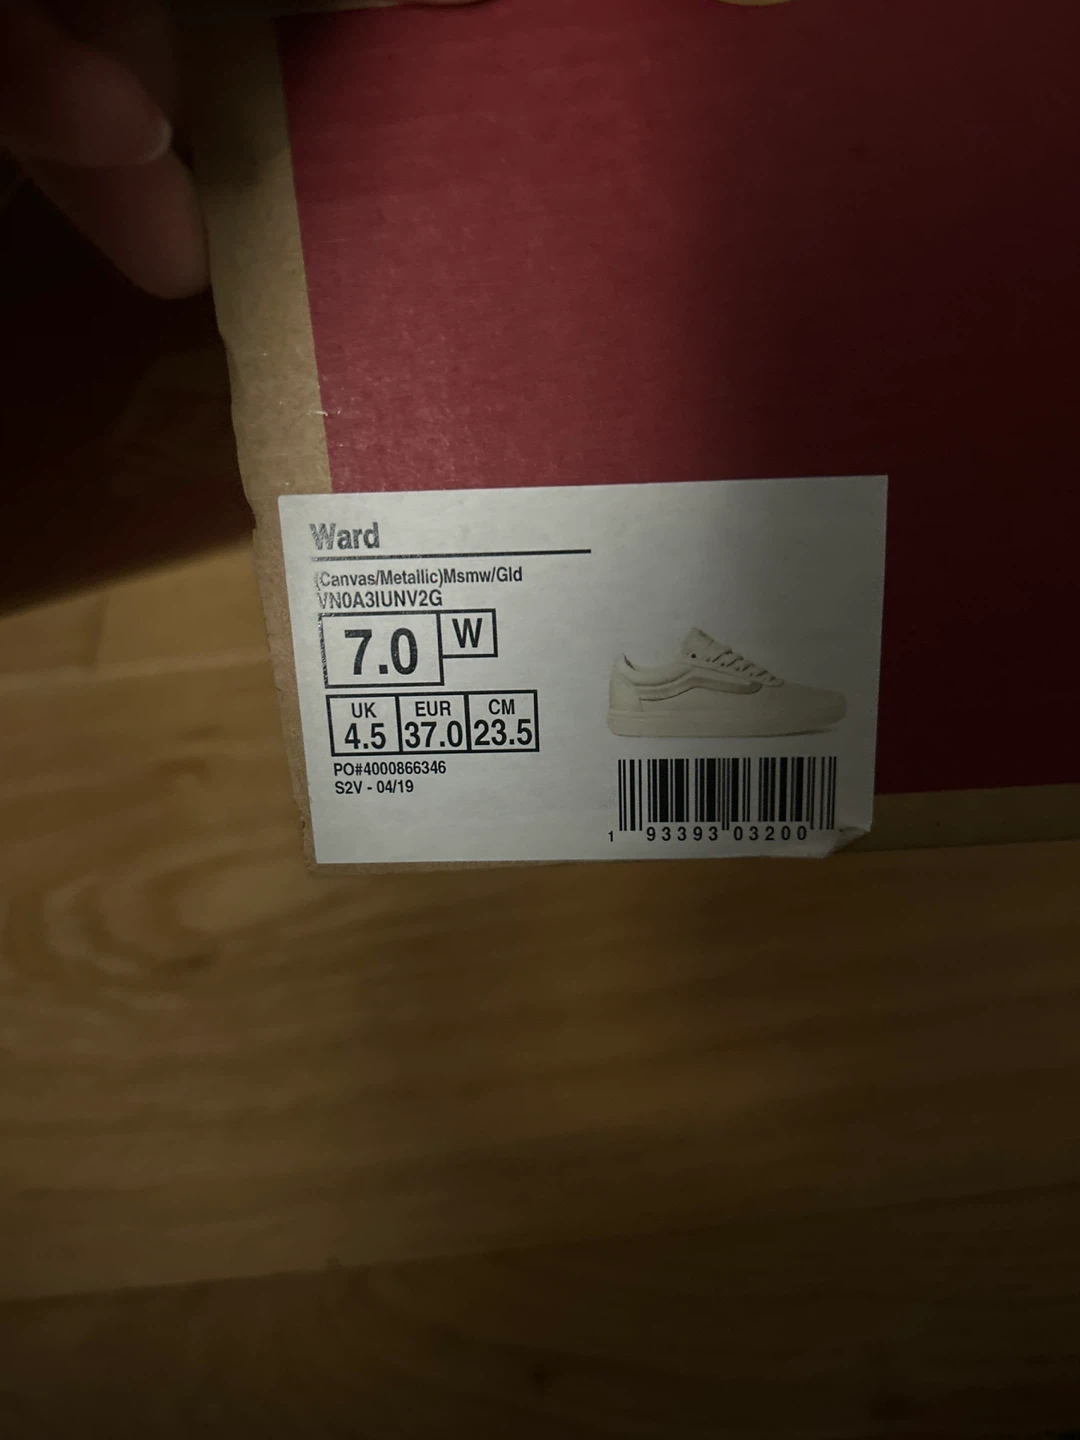 Ward
(Canvas/Metallic)Msmw/Gld
VN0A3IUNV2G
7.0 W
UK EUR CM
4.5 37.0 23.5
PO#4000866346
S2V - 04/19
1 93393 03200